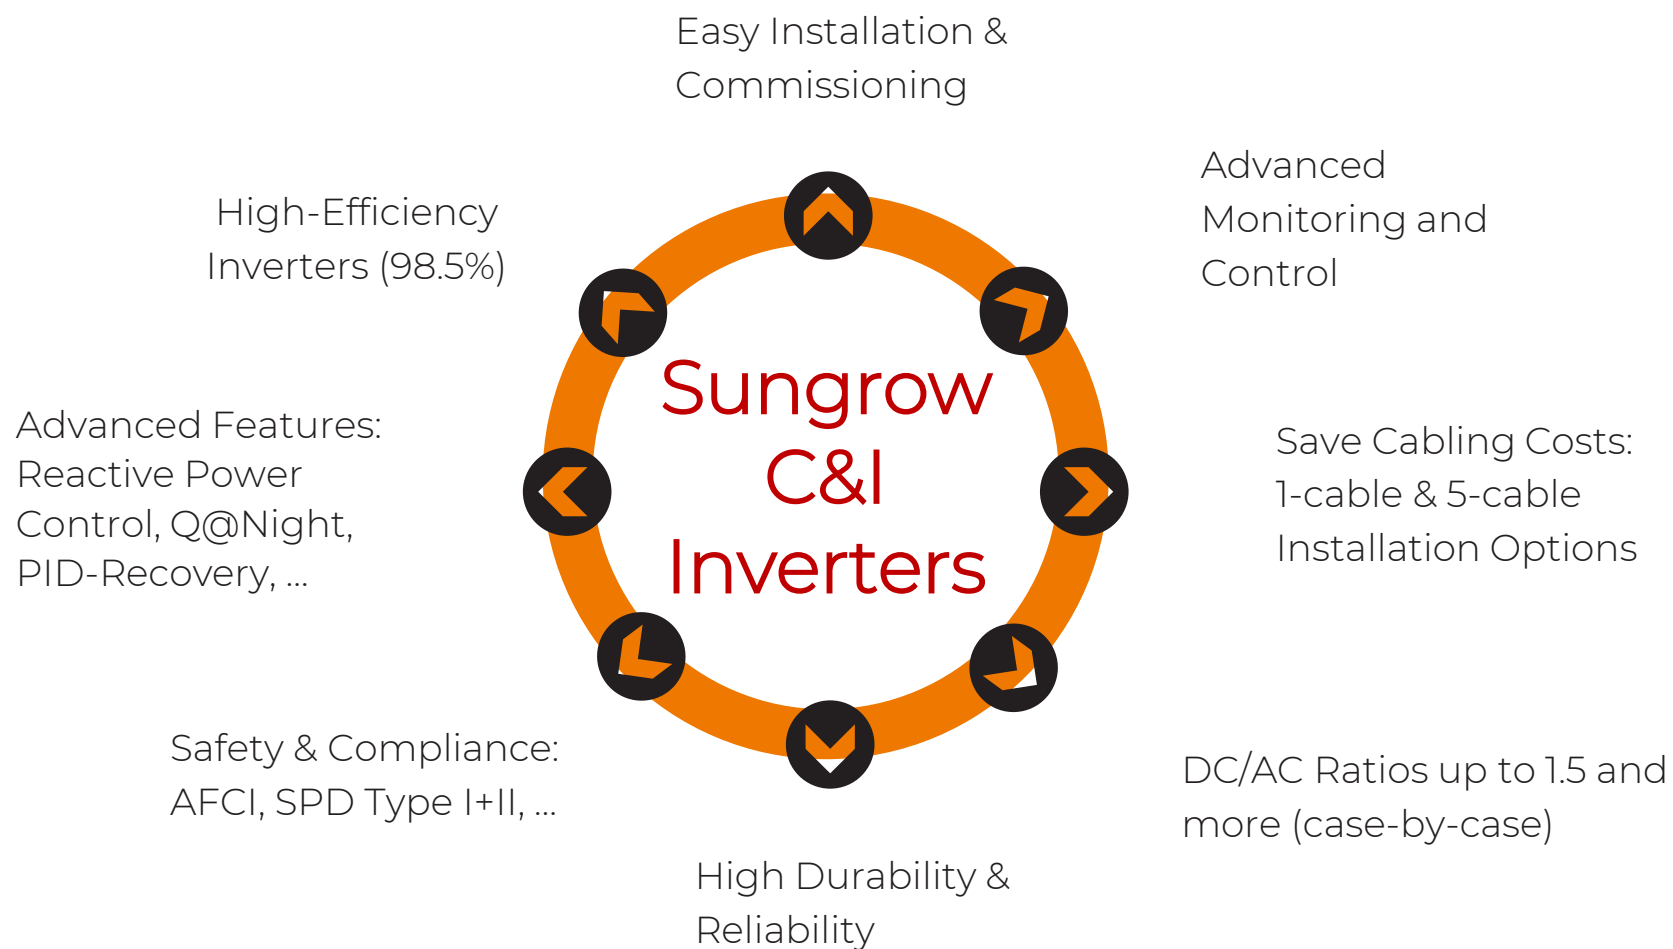 Easy Installation &
Commissioning
Advanced
Monitoring and
Control
High-Efficiency
Inverters (98.5%)
Sungrow
C&I
Inverters
Advanced Features:
Reactive Power
Control, Q@Night,
PID-Recovery, ...
Save Cabling Costs:
1-cable & 5-cable
Installation Options
Safety & Compliance:
AFCI, SPD Type I+II, ...
DC/AC Ratios up to 1.5 and
more (case-by-case)
High Durability &
Reliability